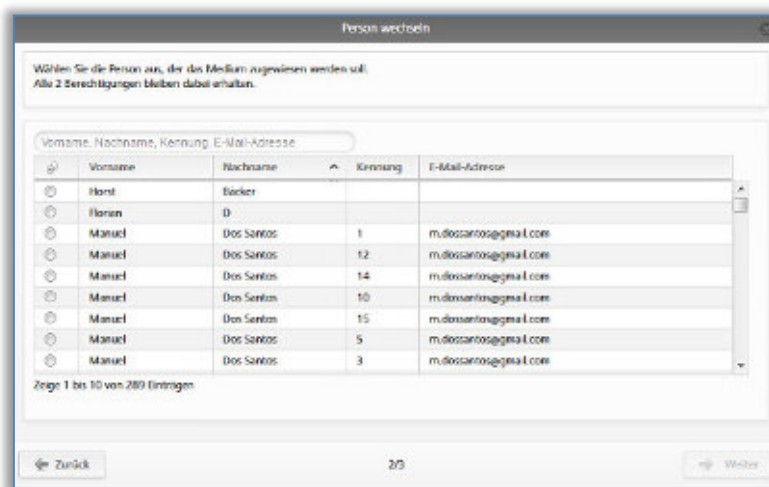 Person wechseln
Wählen Sie die Person aus, der das Medium zugewiesen werden soll.
Alle 2 Berechtigungen bleiben dabei erhalten.
Vorname, Nachname, Kennung, E-Mail-Adresse
Vorname Nachname Kennung E-Mail-Adresse
Horst Bäcker
Florian D
Manuel Dos Santos 1 m.dossantos@gmail.com
Manuel Dos Santos 12 m.dossantos@gmail.com
Manuel Dos Santos 14 m.dossantos@gmail.com
Manuel Dos Santos 10 m.dossantos@gmail.com
Manuel Dos Santos 15 m.dossantos@gmail.com
Manuel Dos Santos 5 m.dossantos@gmail.com
Manuel Dos Santos 3 m.dossantos@gmail.com
Zeige 1 bis 10 von 289 Einträgen
Zurück 2/3 Weiter